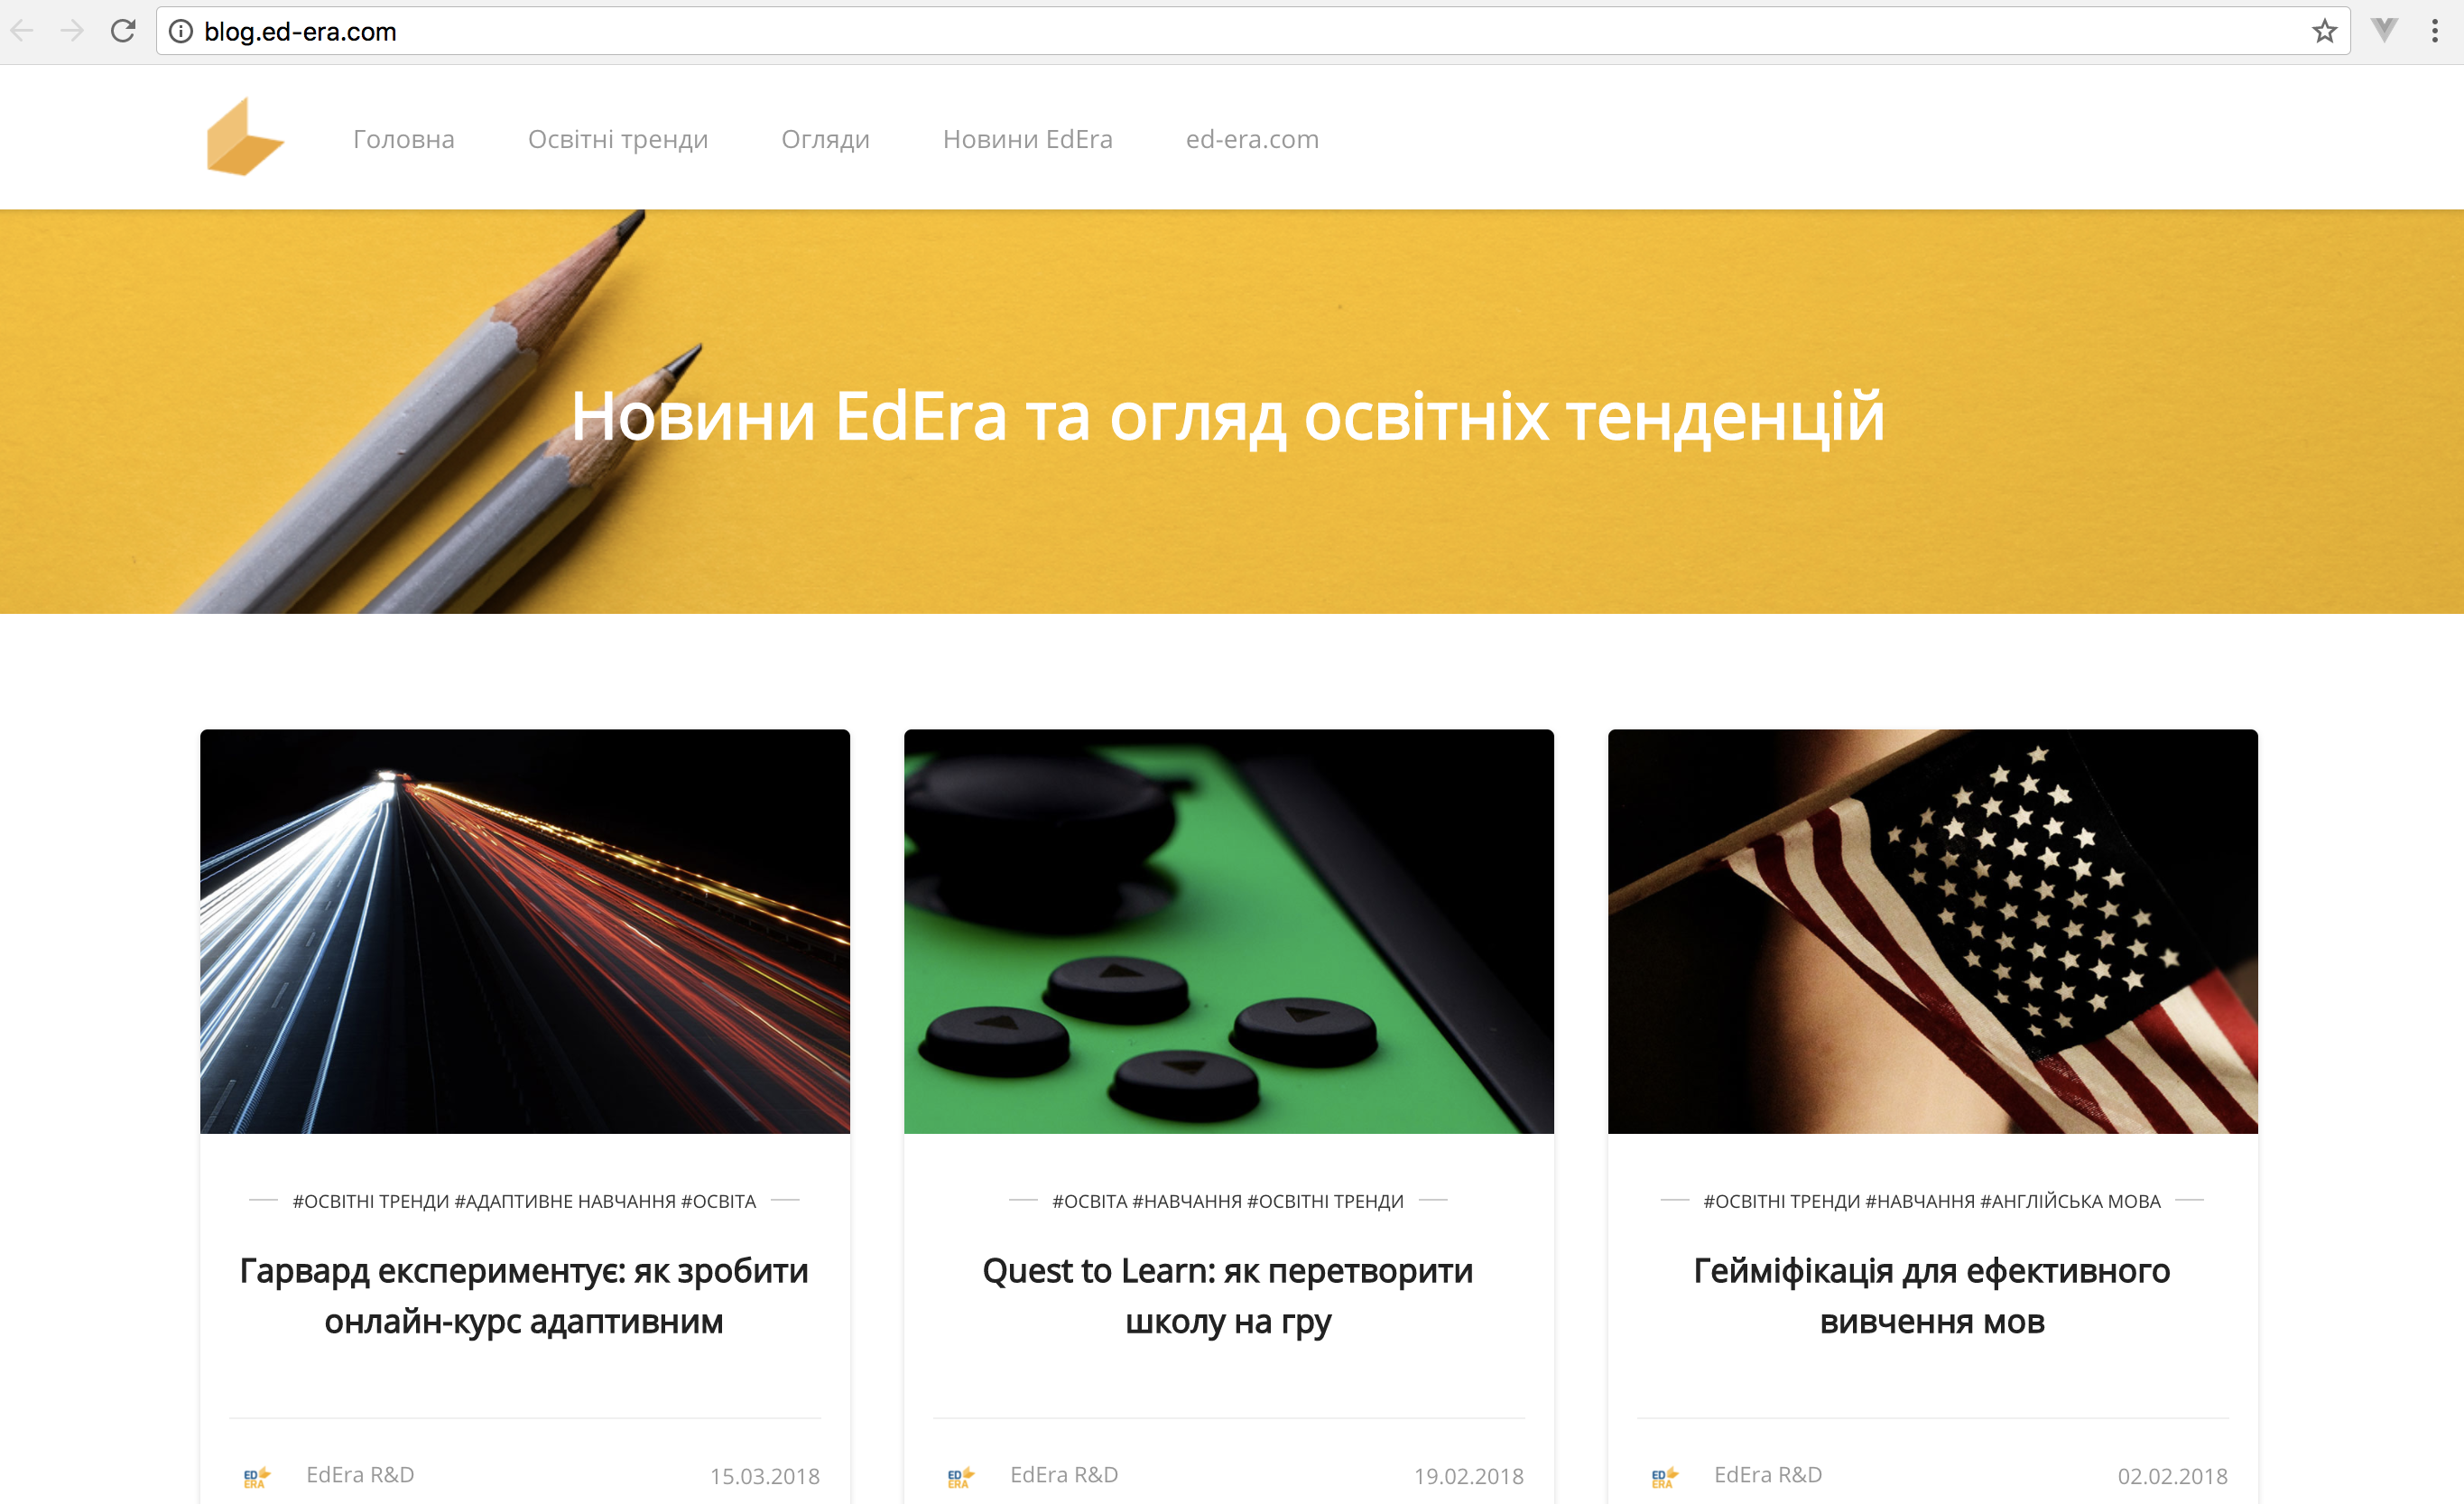 blog.ed-era.com
Головна Освітні тренди Огляди Новини EdEra ed-era.com
Новини EdEra та огляд освітніх тенденцій
#ОСВІТНІ ТРЕНДИ #АДАПТИВНЕ НАВЧАННЯ #ОСВІТА
Гарвард експериментує: як зробити
онлайн-курс адаптивним
ED
ERA
EdEra R&D
15.03.2018
#ОСВІТА #НАВЧАННЯ #ОСВІТНІ ТРЕНДИ
Quest to Learn: як перетворити
школу на гру
ED
ERA
EdEra R&D
19.02.2018
#ОСВІТНІ ТРЕНДИ #НАВЧАННЯ #АНГЛІЙСЬКА МОВА
Гейміфікація для ефективного
вивчення мов
ED
ERA
EdEra R&D
02.02.2018